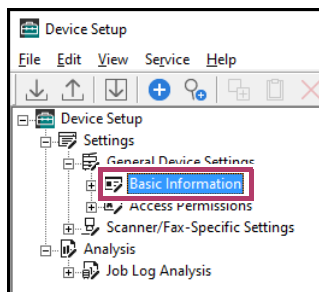 Device Setup
File Edit View Service Help
Device Setup
Settings
General Device Settings
Basic Information
Access Permissions
Scanner/Fax-Specific Settings
Analysis
Job Log Analysis